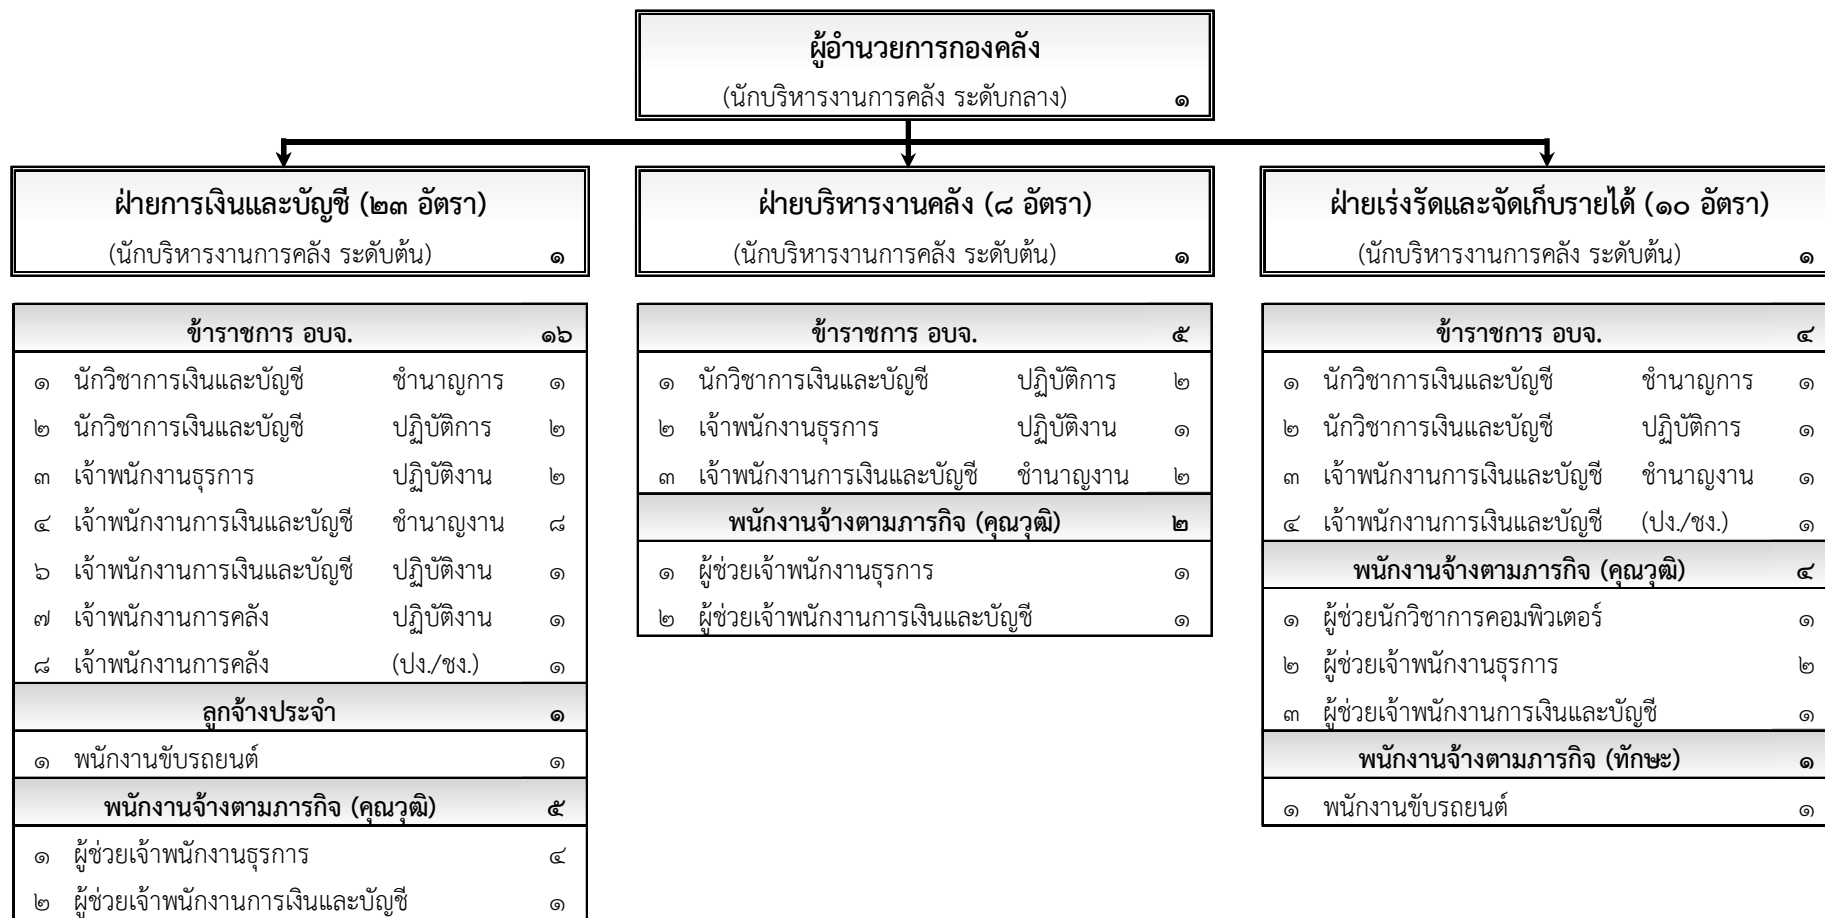 ผู้อำนวยการกองคลัง
(นักบริหารงานการคลัง ระดับกลาง) ๑
ฝ่ายการเงินและบัญชี (๒๓ อัตรา)
(นักบริหารงานการคลัง ระดับต้น) ๑
ข้าราชการ อบจ. ๑๖
๑ นักวิชาการเงินและบัญชี ชำนาญการ ๑
๒ นักวิชาการเงินและบัญชี ปฏิบัติการ ๒
๓ เจ้าพนักงานธุรการ ปฏิบัติงาน ๒
๔ เจ้าพนักงานการเงินและบัญชี ชำนาญงาน ๘
๖ เจ้าพนักงานการเงินและบัญชี ปฏิบัติงาน ๑
๗ เจ้าพนักงานการคลัง ปฏิบัติงาน ๑
๘ เจ้าพนักงานการคลัง (ปง./ชง.) ๑
ลูกจ้างประจำ ๑
๑ พนักงานขับรถยนต์ ๑
พนักงานจ้างตามภารกิจ (คุณวุฒิ) ๕
๑ ผู้ช่วยเจ้าพนักงานธุรการ ๔
๒ ผู้ช่วยเจ้าพนักงานการเงินและบัญชี ๑
ฝ่ายบริหารงานคลัง (๘ อัตรา)
(นักบริหารงานการคลัง ระดับต้น) ๑
ข้าราชการ อบจ. ๕
๑ นักวิชาการเงินและบัญชี ปฏิบัติการ ๒
๒ เจ้าพนักงานธุรการ ปฏิบัติงาน ๑
๓ เจ้าพนักงานการเงินและบัญชี ชำนาญงาน ๒
พนักงานจ้างตามภารกิจ (คุณวุฒิ) ๒
๑ ผู้ช่วยเจ้าพนักงานธุรการ ๑
๒ ผู้ช่วยเจ้าพนักงานการเงินและบัญชี ๑
ฝ่ายเร่งรัดและจัดเก็บรายได้ (๑๐ อัตรา)
(นักบริหารงานการคลัง ระดับต้น) ๑
ข้าราชการ อบจ. ๔
๑ นักวิชาการเงินและบัญชี ชำนาญการ ๑
๒ นักวิชาการเงินและบัญชี ปฏิบัติการ ๑
๓ เจ้าพนักงานการเงินและบัญชี ชำนาญงาน ๑
๔ เจ้าพนักงานการเงินและบัญชี (ปง./ชง.) ๑
พนักงานจ้างตามภารกิจ (คุณวุฒิ) ๔
๑ ผู้ช่วยนักวิชาการคอมพิวเตอร์ ๑
๒ ผู้ช่วยเจ้าพนักงานธุรการ ๒
๓ ผู้ช่วยเจ้าพนักงานการเงินและบัญชี ๑
พนักงานจ้างตามภารกิจ (ทักษะ) ๑
๑ พนักงานขับรถยนต์ ๑